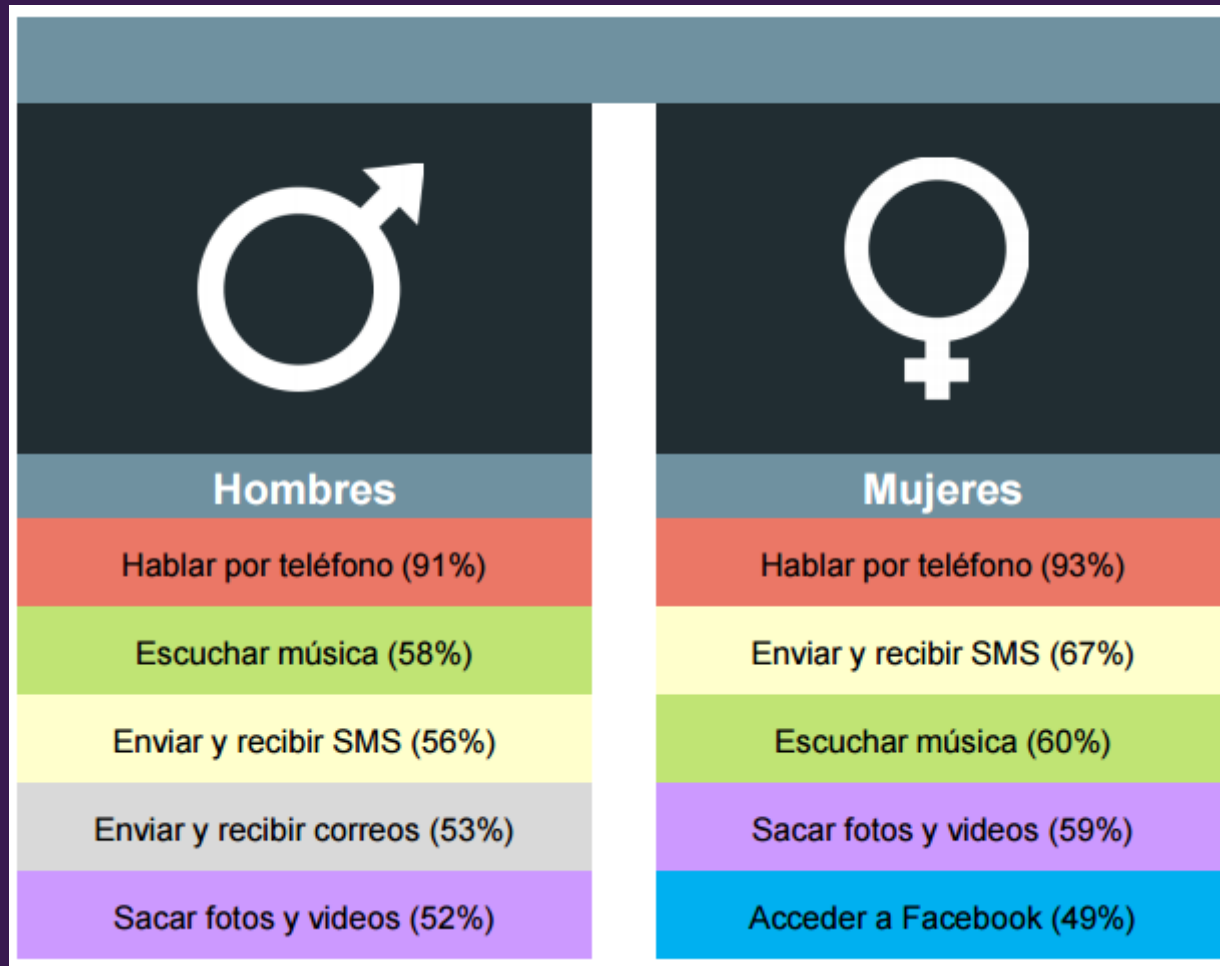 Hombres
Hablar por teléfono (91%)
Escuchar música (58%)
Enviar y recibir SMS (56%)
Enviar y recibir correos (53%)
Sacar fotos y videos (52%)
Mujeres
Hablar por teléfono (93%)
Enviar y recibir SMS (67%)
Escuchar música (60%)
Sacar fotos y videos (59%)
Acceder a Facebook (49%)